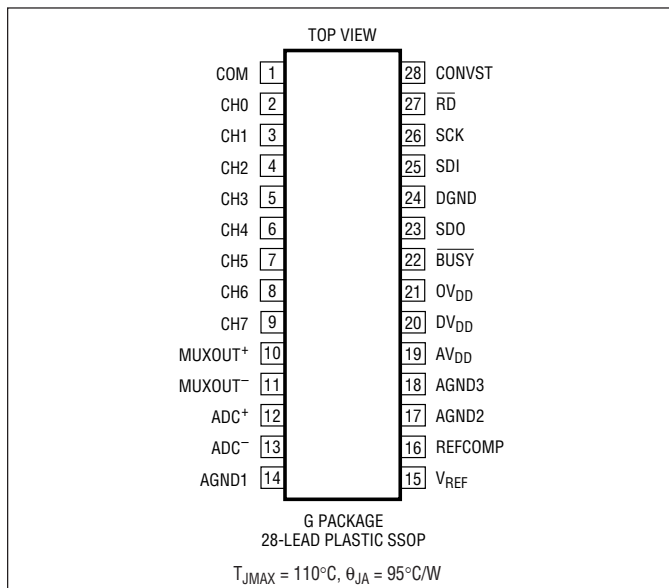 TOP VIEW
COM 1 28 CONVST
CH0 2 27 R̅D̅
CH1 3 26 SCK
CH2 4 25 SDI
CH3 5 24 DGND
CH4 6 23 SDO
CH5 7 22 B̅U̅S̅Y̅
CH6 8 21 OVDD
CH7 9 20 DVDD
MUXOUT⁺ 10 19 AVDD
MUXOUT⁻ 11 18 AGND3
ADC⁺ 12 17 AGND2
ADC⁻ 13 16 REFCOMP
AGND1 14 15 VREF
G PACKAGE
28-LEAD PLASTIC SSOP
TJMAX = 110°C, θJA = 95°C/W